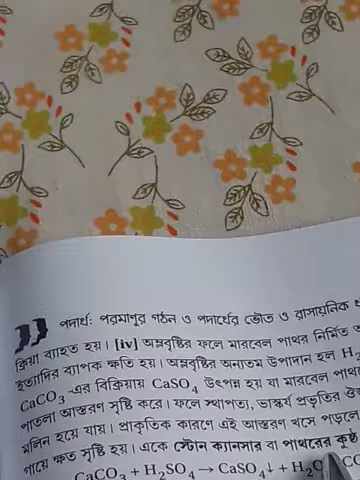 পদার্থ: পরমাণুর গঠন ও পদার্থের ভৌত ও রাসায়নিক
ক্রিয়া ব্যাহত হয়। [iv] অম্লবৃষ্টির ফলে মারবেল পাথর নির্মিত
ইত্যাদির ব্যাপক ক্ষতি হয়। অম্লবৃষ্টির অন্যতম উপাদান হল H₂
CaCO₃ -এর বিক্রিয়ায় CaSO₄ উৎপন্ন হয় যা মারবেল পাথরে
পাতলা আস্তরণ সৃষ্টি করে। ফলে স্থাপত্য, ভাস্কর্য প্রভৃতির
মলিন হয়ে যায়। প্রাকৃতিক কারণে এই আস্তরণ খসে পড়লে
গায়ে ক্ষত সৃষ্টি হয়। একে স্টোন ক্যানসার বা পাথরের কুষ্ঠ
CaCO₃ + H₂SO₄ → CaSO₄↓ + H₂O